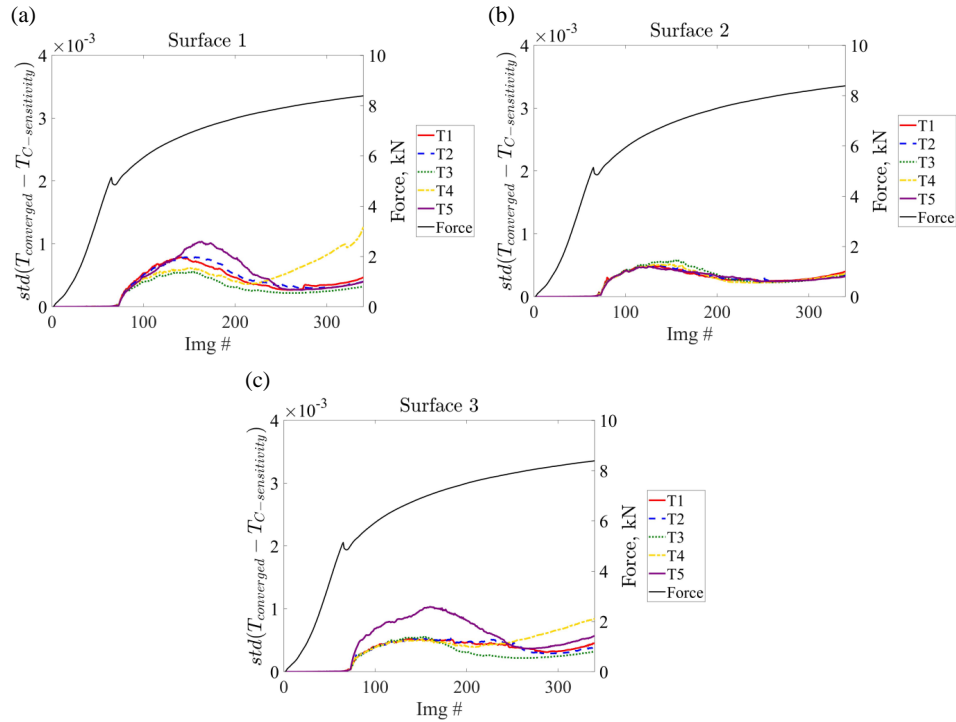 (a)
×10⁻³
Surface 1
std(T_converged − T_C−sensitivity)
4
3
2
1
0
10
8
6
4
2
0
Force, kN
T1
T2
T3
T4
T5
Force
0
100
200
300
Img #
(b)
×10⁻³
Surface 2
std(T_converged − T_C−sensitivity)
4
3
2
1
0
10
8
6
4
2
0
Force, kN
T1
T2
T3
T4
T5
Force
0
100
200
300
Img #
(c)
×10⁻³
Surface 3
std(T_converged − T_C−sensitivity)
4
3
2
1
0
10
8
6
4
2
0
Force, kN
T1
T2
T3
T4
T5
Force
0
100
200
300
Img #